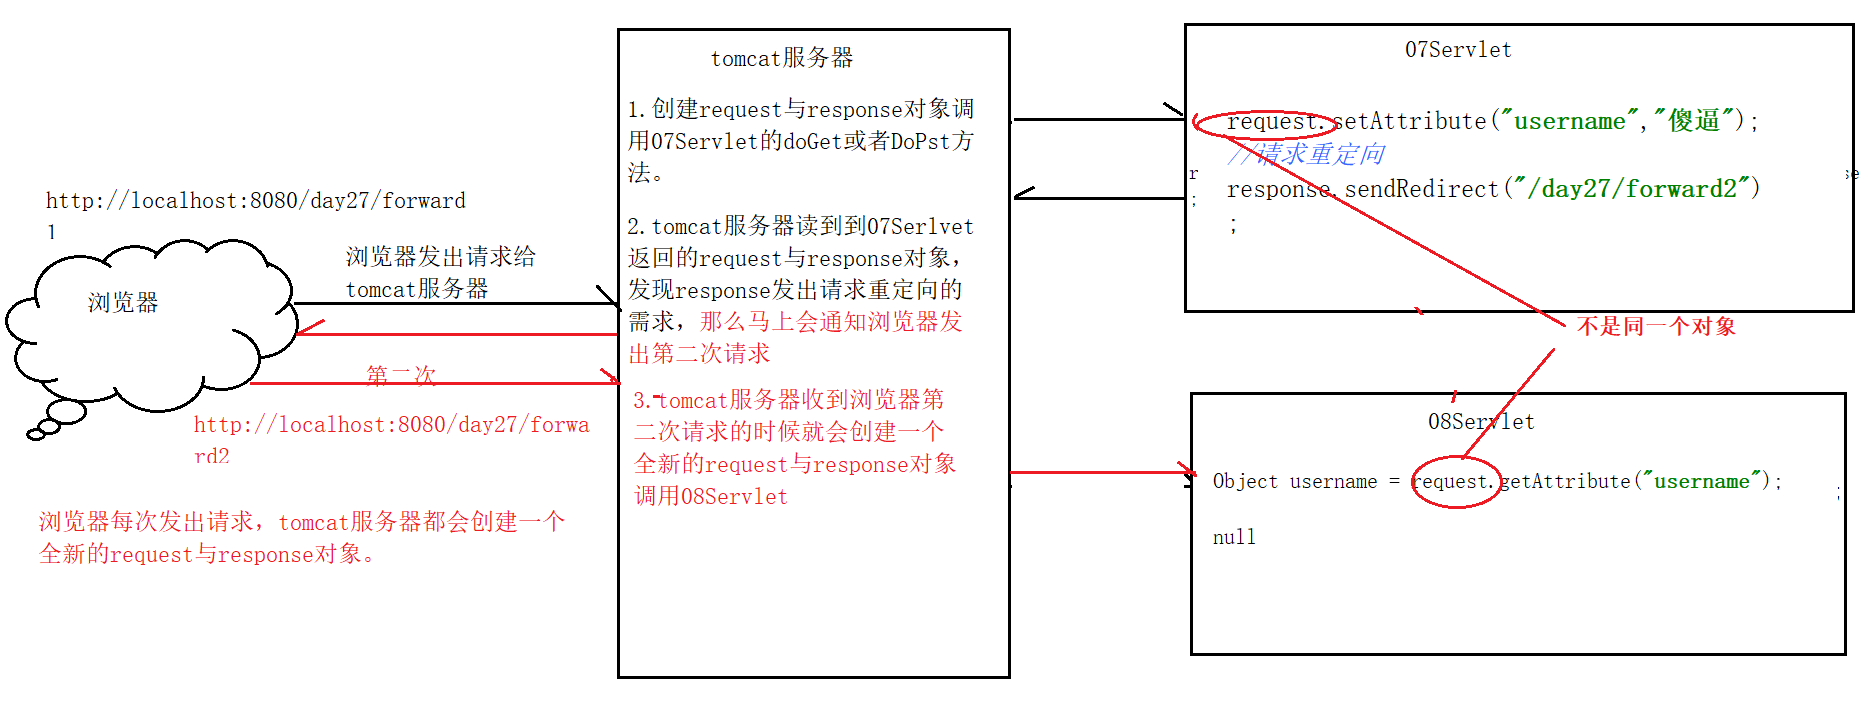 http://localhost:8080/day27/forward
1
浏览器
浏览器发出请求给
tomcat服务器
第二次
http://localhost:8080/day27/forwa
rd2
浏览器每次发出请求，tomcat服务器都会创建一个
全新的request与response对象。
tomcat服务器
1.创建request与response对象调
用07Servlet的doGet或者DoPst方
法。
2.tomcat服务器读到到07Serlvet
返回的request与response对象，
发现response发出请求重定向的
需求，那么马上会通知浏览器发
出第二次请求
3.tomcat服务器收到浏览器第
二次请求的时候就会创建一个
全新的request与response对象
调用08Servlet
07Servlet
request.setAttribute("username","傻逼");
//请求重定向
r
response.sendRedirect("/day27/forward2")
;
;
不是同一个对象
08Servlet
Object username = request.getAttribute("username");
;
null